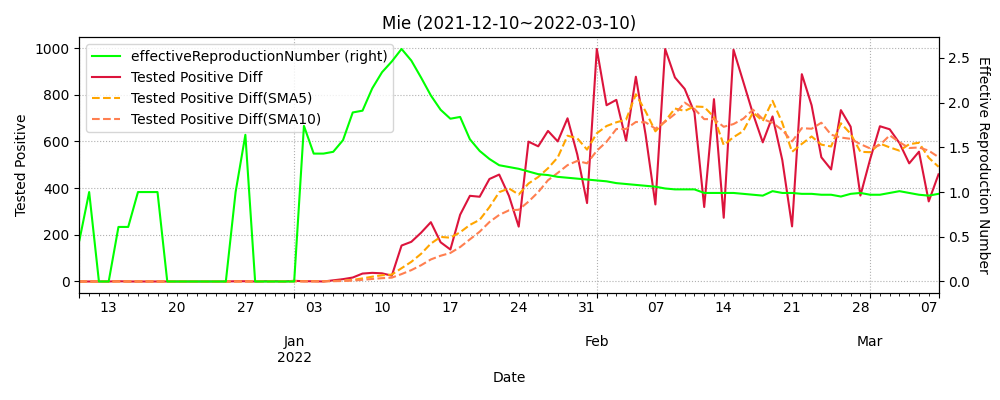 Mie (2021-12-10~2022-03-10)
effectiveReproductionNumber (right)
Tested Positive Diff
Tested Positive Diff(SMA5)
Tested Positive Diff(SMA10)
Tested Positive
1000
800
600
400
200
0
2.5
2.0
1.5
1.0
0.5
0.0
Effective Reproduction Number
13 20 27 03 10 17 24 31 07 14 21 28 07
Jan Feb Mar
2022
Date